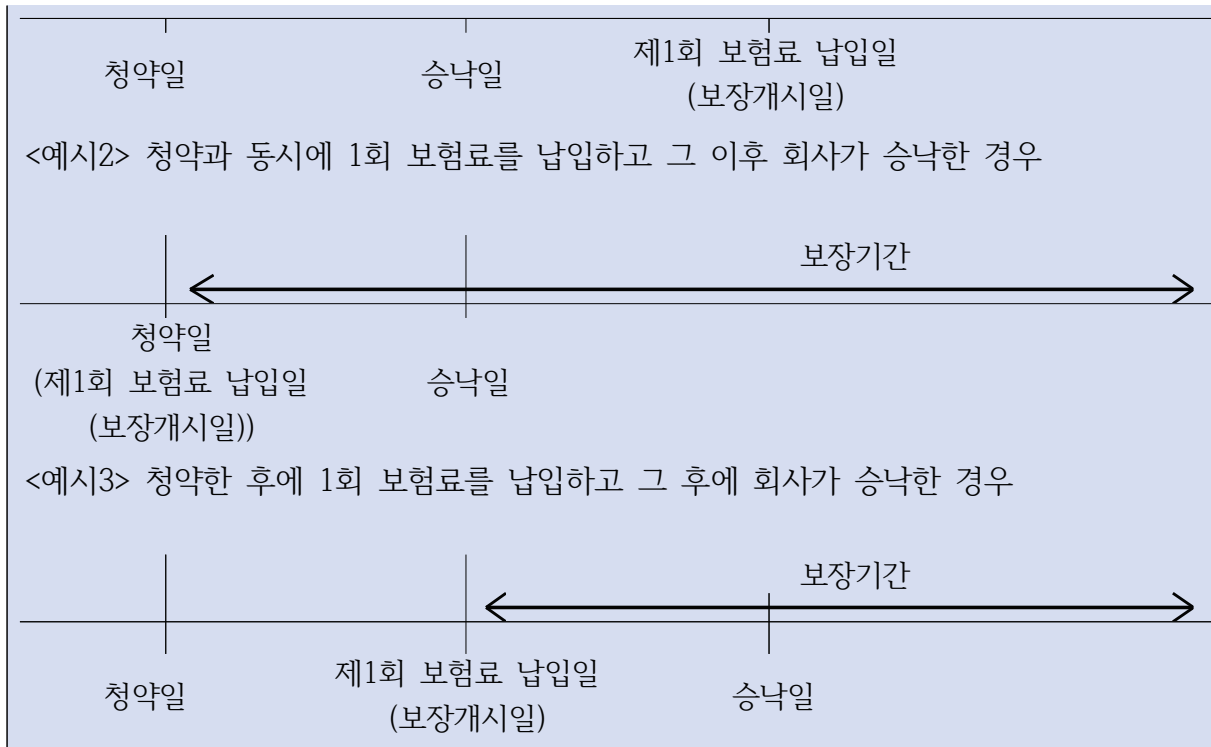 청약일 승낙일 제1회 보험료 납입일
(보장개시일)
<예시2> 청약과 동시에 1회 보험료를 납입하고 그 이후 회사가 승낙한 경우
보장기간
청약일
(제1회 보험료 납입일 승낙일
(보장개시일))
<예시3> 청약한 후에 1회 보험료를 납입하고 그 후에 회사가 승낙한 경우
보장기간
청약일 제1회 보험료 납입일 승낙일
(보장개시일)